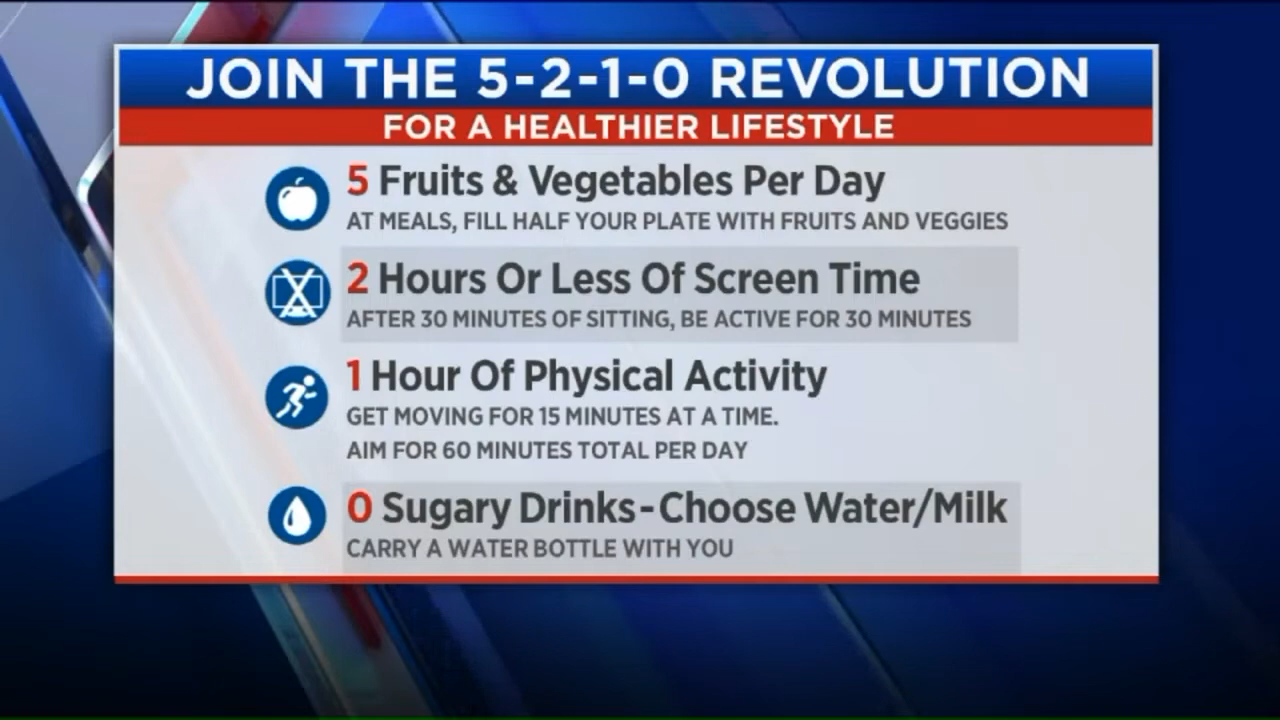 JOIN THE 5-2-1-0 REVOLUTION
FOR A HEALTHIER LIFESTYLE
5 Fruits & Vegetables Per Day
AT MEALS, FILL HALF YOUR PLATE WITH FRUITS AND VEGGIES
2 Hours Or Less Of Screen Time
AFTER 30 MINUTES OF SITTING, BE ACTIVE FOR 30 MINUTES
1 Hour Of Physical Activity
GET MOVING FOR 15 MINUTES AT A TIME.
AIM FOR 60 MINUTES TOTAL PER DAY
0 Sugary Drinks-Choose Water/Milk
CARRY A WATER BOTTLE WITH YOU